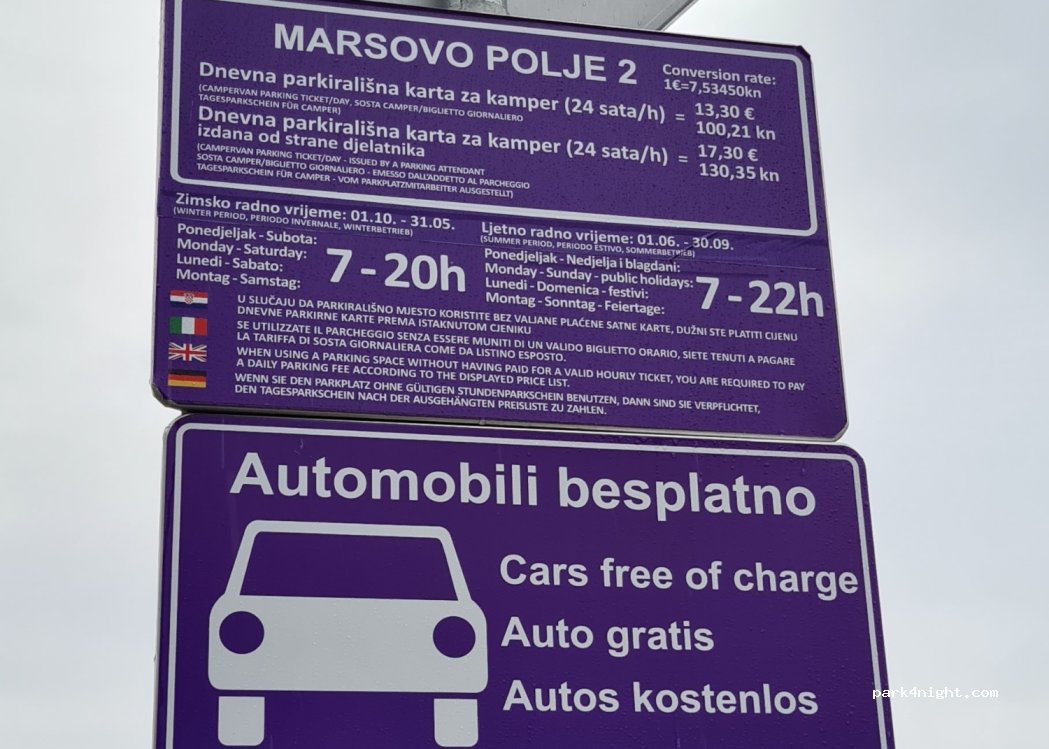 MARSOVO POLJE 2
Conversion rate:
1€=7,53450kn
Dnevna parkirališna karta za kamper (24 sata/h) = 13,30 €
100,21 kn
(CAMPERVAN PARKING TICKET/DAY, SOSTA CAMPER/BIGLIETTO GIORNALIERO
TAGESPARKSCHEIN FÜR CAMPER)
Dnevna parkirališna karta za kamper (24 sata/h) = 17,30 €
izdana od strane djelatnika
130,35 kn
(CAMPERVAN PARKING TICKET/DAY - ISSUED BY A PARKING ATTENDANT
SOSTA CAMPER/BIGLIETTO GIORNALIERO - EMESSO DALL'ADDETTO AL PARCHEGGIO
TAGESPARKSCHEIN FÜR CAMPER - VOM PARKPLATZMITARBEITER AUSGESTELLT)
Zimsko radno vrijeme: 01.10. - 31.05.
(WINTER PERIOD, PERIODO INVERNALE, WINTERBETRIEB)
Ponedjeljak - Subota:
Monday - Saturday:
Lunedi - Sabato:
Montag - Samstag:
7 - 20h
Ljetno radno vrijeme: 01.06. - 30.09.
(SUMMER PERIOD, PERIODO ESTIVO, SOMMERBETRIEB)
Ponedjeljak - Nedjelja i blagdani:
Monday - Sunday - public holidays:
Lunedi - Domenica - festivi:
Montag - Sonntag - Feiertage:
7 - 22h
U SLUČAJU DA PARKIRALIŠNO MJESTO KORISTITE BEZ VALJANE PLAĆENE SATNE KARTE, DUŽNI STE PLATITI CIJENU
DNEVNE PARKIRNE KARTE PREMA ISTAKNUTOM CJENIKU
SE UTILIZZATE IL PARCHEGGIO SENZA ESSERE MUNITI DI UN VALIDO BIGLIETTO ORARIO, SIETE TENUTI A PAGARE
LA TARIFFA DI SOSTA GIORNALIERA COME DA LISTINO ESPOSTO.
WHEN USING A PARKING SPACE WITHOUT HAVING PAID FOR A VALID HOURLY TICKET, YOU ARE REQUIRED TO PAY
A DAILY PARKING FEE ACCORDING TO THE DISPLAYED PRICE LIST.
WENN SIE DEN PARKPLATZ OHNE GÜLTIGEN STUNDENPARKSCHEIN BENUTZEN, DANN SIND SIE VERPFLICHTET,
DEN TAGESPARKSCHEIN NACH DER AUSGEHÄNGTEN PREISLISTE ZU ZAHLEN.
Automobili besplatno
Cars free of charge
Auto gratis
Autos kostenlos
park4night.com